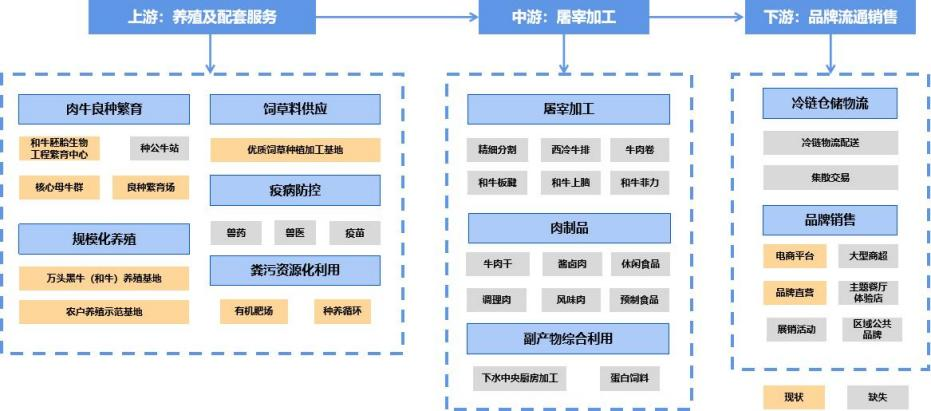 上游：养殖及配套服务
中游：屠宰加工
下游：品牌流通销售
肉牛良种繁育
和牛胚胎生物
工程繁育中心
种公牛站
核心母牛群
良种繁育场
规模化养殖
万头黑牛（和牛）养殖基地
农户养殖示范基地
饲草料供应
优质饲草种植加工基地
疫病防控
兽药
兽医
疫苗
粪污资源化利用
有机肥场
种养循环
屠宰加工
精细分割
西冷牛排
牛肉卷
和牛板腱
和牛上脑
和牛菲力
肉制品
牛肉干
酱卤肉
休闲食品
调理肉
风味肉
预制食品
副产物综合利用
下水中央厨房加工
蛋白饲料
冷链仓储物流
冷链物流配送
集散交易
品牌销售
电商平台
大型商超
品牌直营
主题餐厅
体验店
展销活动
区域公共
品牌
现状
缺失